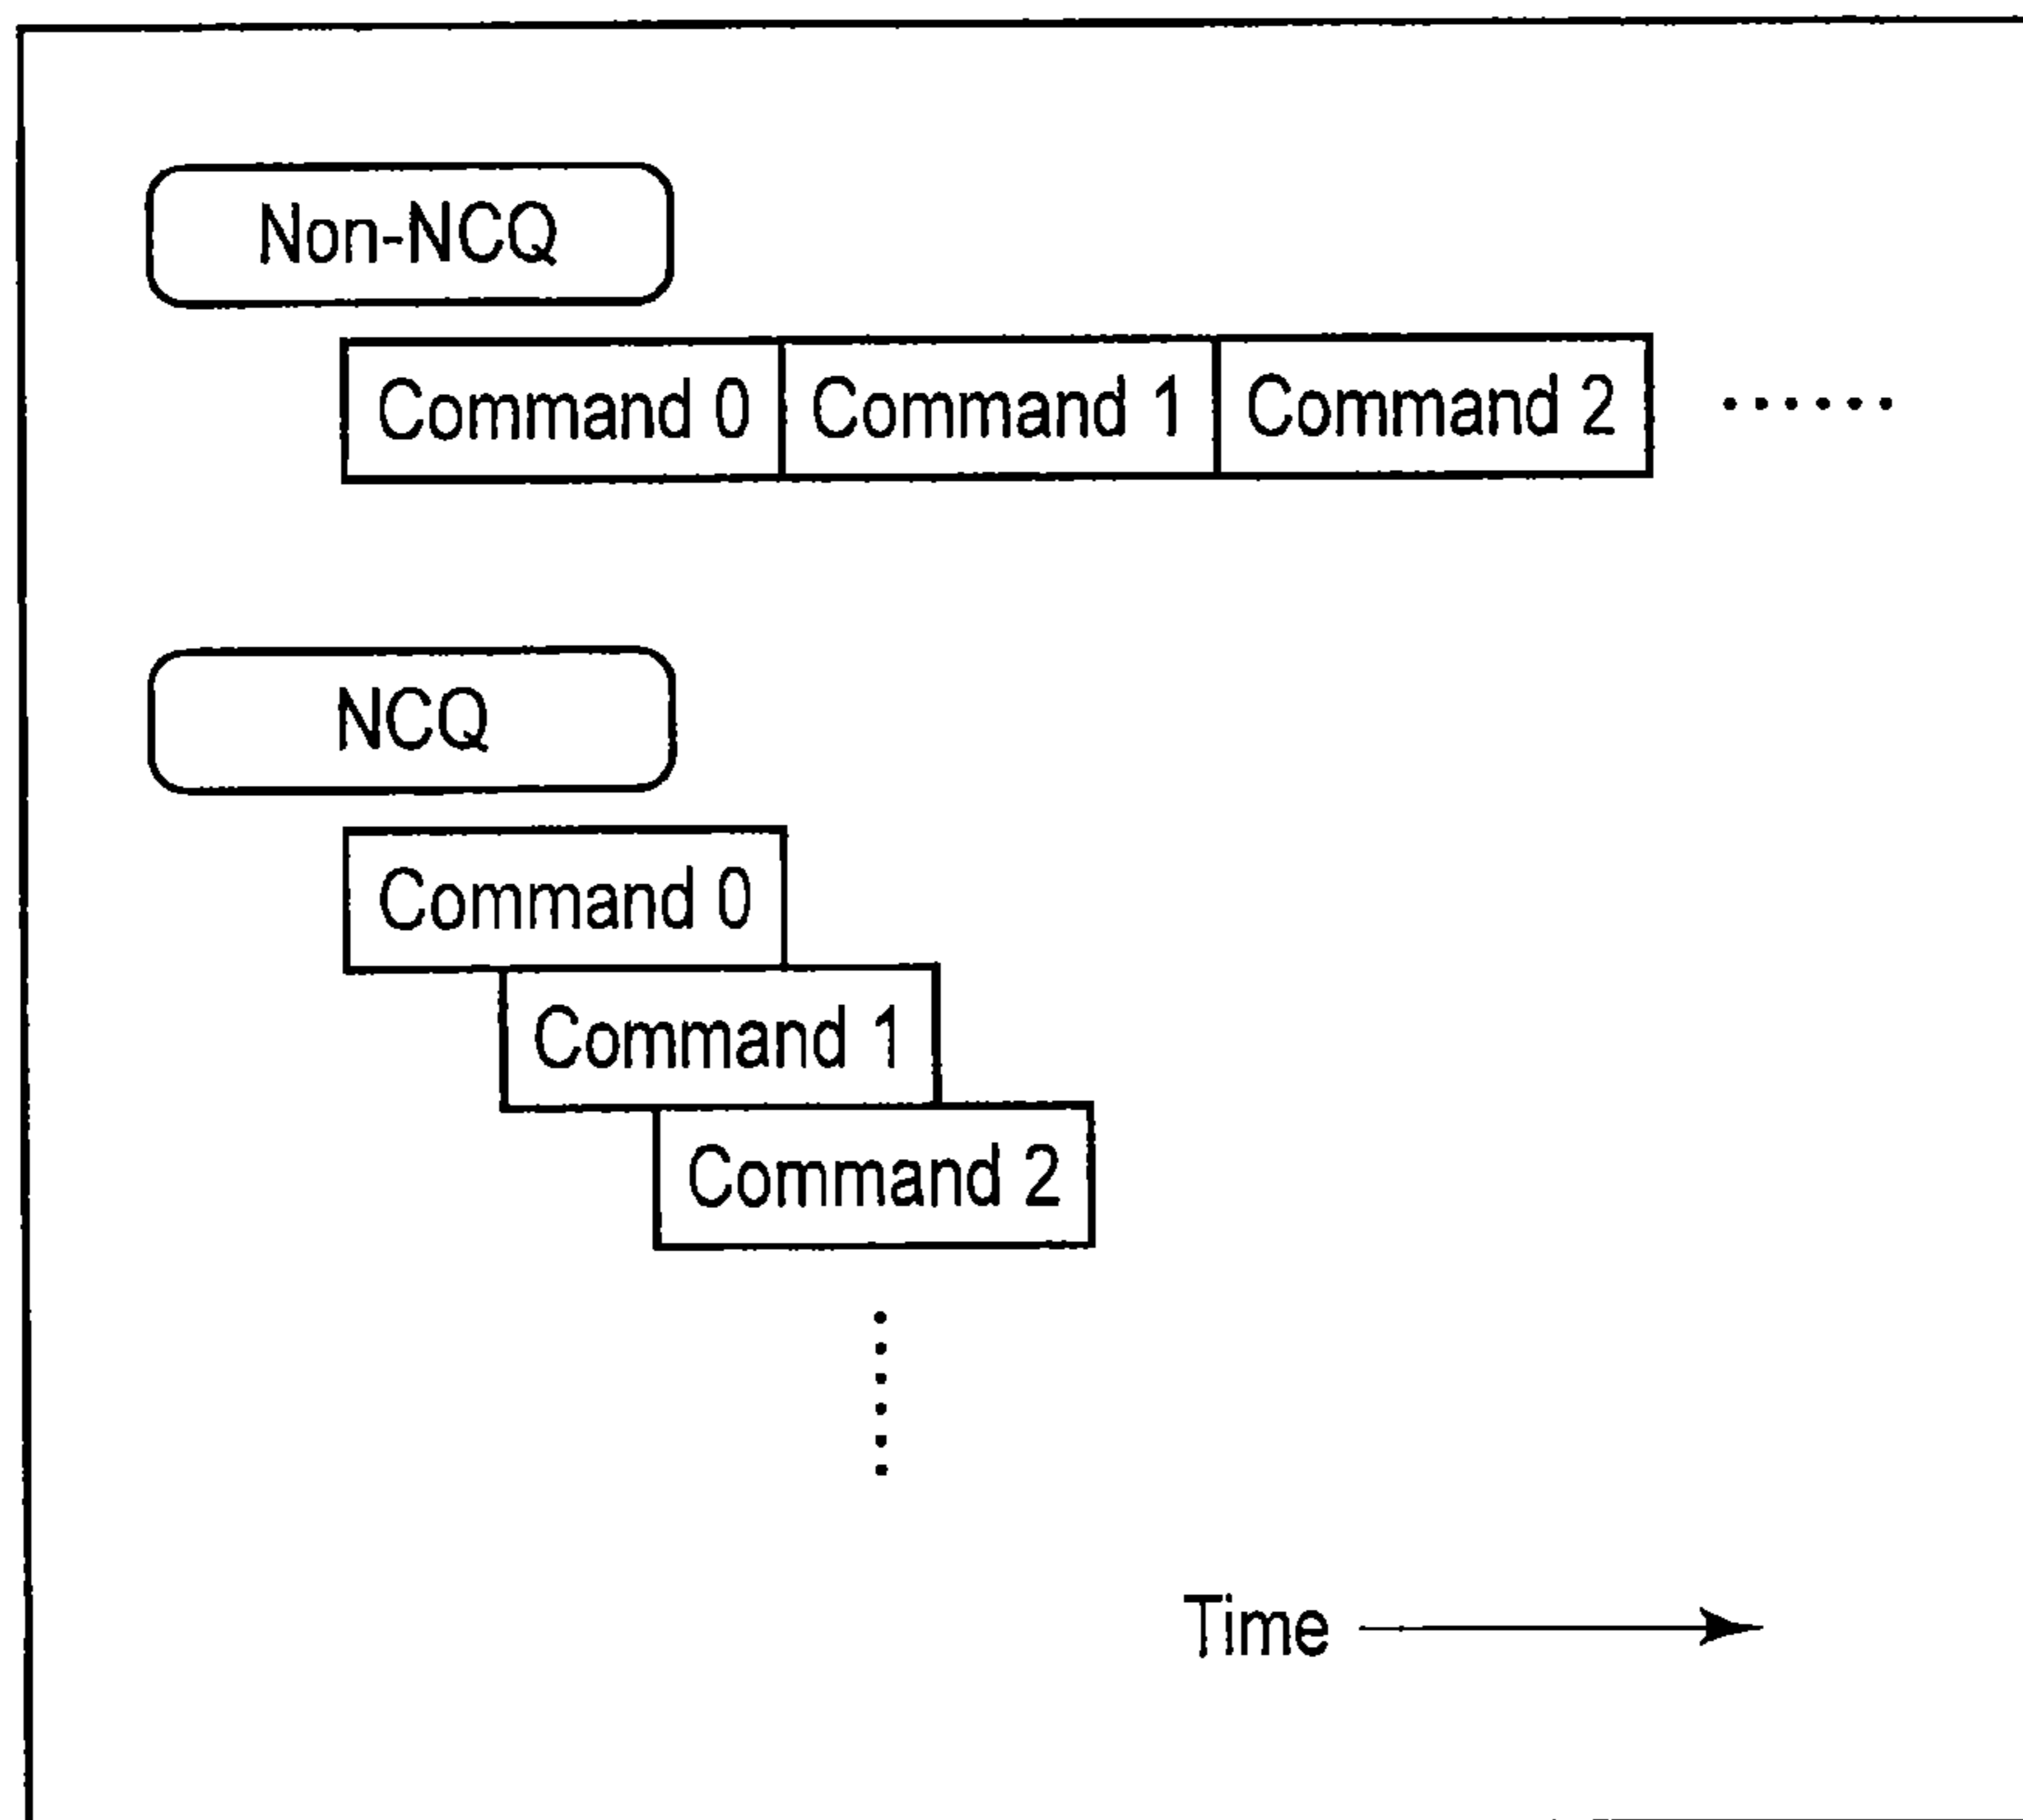 Non-NCQ
Command 0 Command 1 Command 2 ......
NCQ
Command 0
Command 1
Command 2
Time